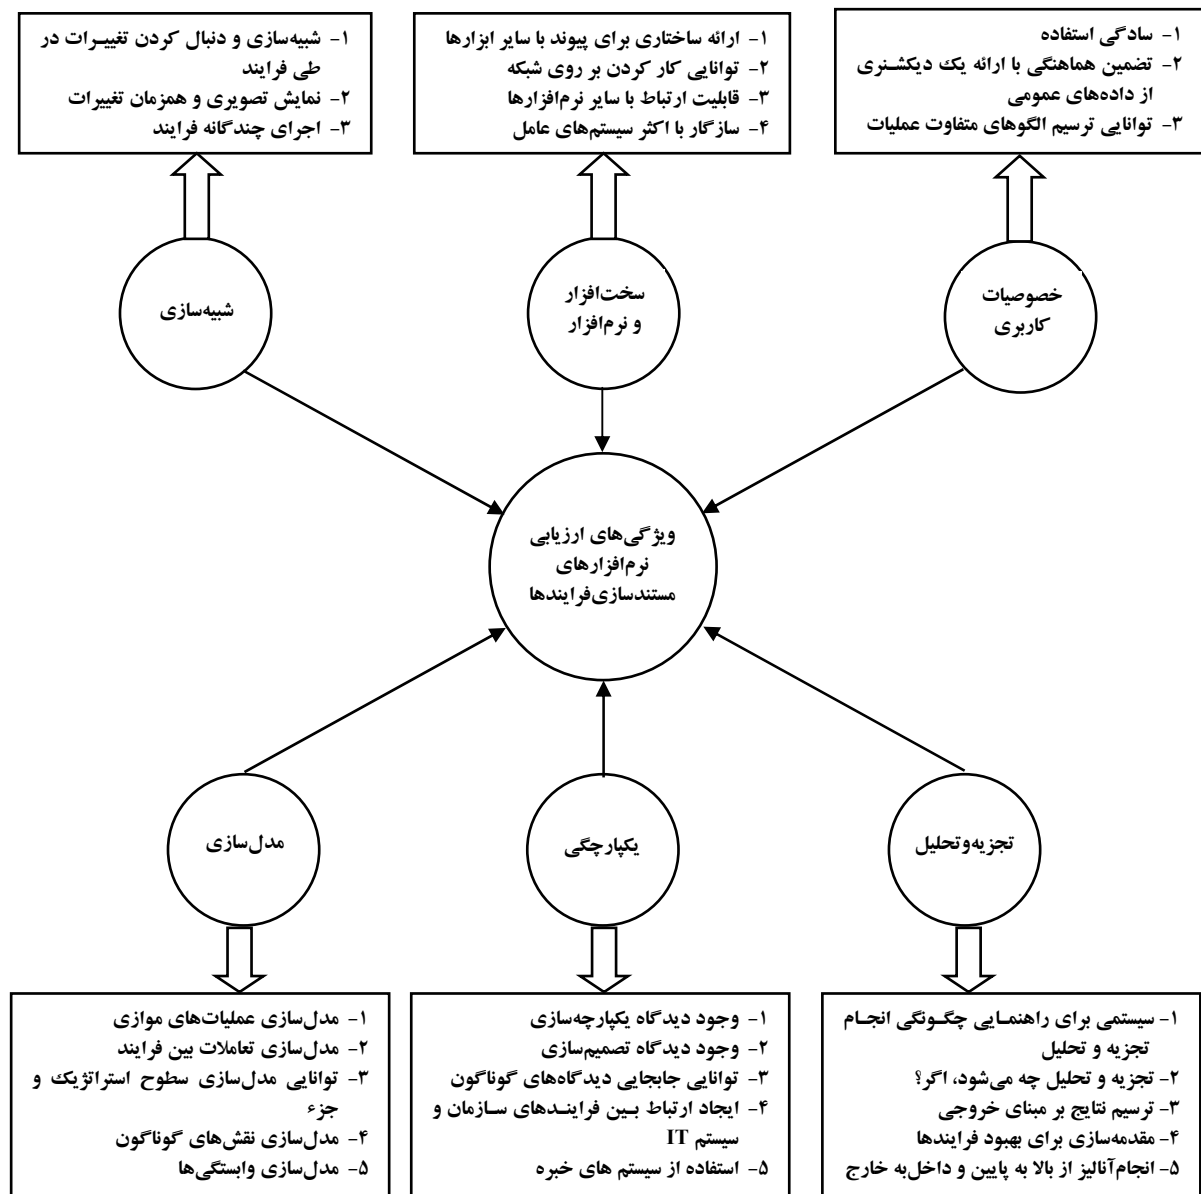 ۱- سادگی استفاده
۲- تضمین هماهنگی با ارائه یک دیکشنری
از داده‌های عمومی
۳- توانایی ترسیم الگوهای متفاوت عملیات
۱- ارائه ساختاری برای پیوند با سایر ابزارها
۲- توانایی کار کردن بر روی شبکه
۳- قابلیت ارتباط با سایر نرم‌افزارها
۴- سازگار با اکثر سیستم‌های عامل
۱- شبیه‌سازی و دنبال کردن تغییرات در
طی فرایند
۲- نمایش تصویری و همزمان تغییرات
۳- اجرای چندگانه فرایند
خصوصیات
کاربری
سخت‌افزار
و نرم‌افزار
شبیه‌سازی
ویژگی‌های ارزیابی
نرم‌افزارهای
مستندسازی‌فرایندها
تجزیه‌وتحلیل
یکپارچگی
مدل‌سازی
۱- سیستمی برای راهنمایی چگونگی انجام
تجزیه و تحلیل
۲- تجزیه و تحلیل چه می‌شود، اگر؟
۳- ترسیم نتایج بر مبنای خروجی
۴- مقدمه‌سازی برای بهبود فرایندها
۵- انجام‌آنالیز از بالا به پایین و داخل‌به خارج
۱- وجود دیدگاه یکپارچه‌سازی
۲- وجود دیدگاه تصمیم‌سازی
۳- توانایی جابجایی دیدگاه‌های گوناگون
۴- ایجاد ارتباط بین فرایندهای سازمان و
سیستم IT
۵- استفاده از سیستم های خبره
۱- مدل‌سازی عملیات‌های موازی
۲- مدل‌سازی تعاملات بین فرایند
۳- توانایی مدل‌سازی سطوح استراتژیک و
جزء
۴- مدل‌سازی نقش‌های گوناگون
۵- مدل‌سازی وابستگی‌ها